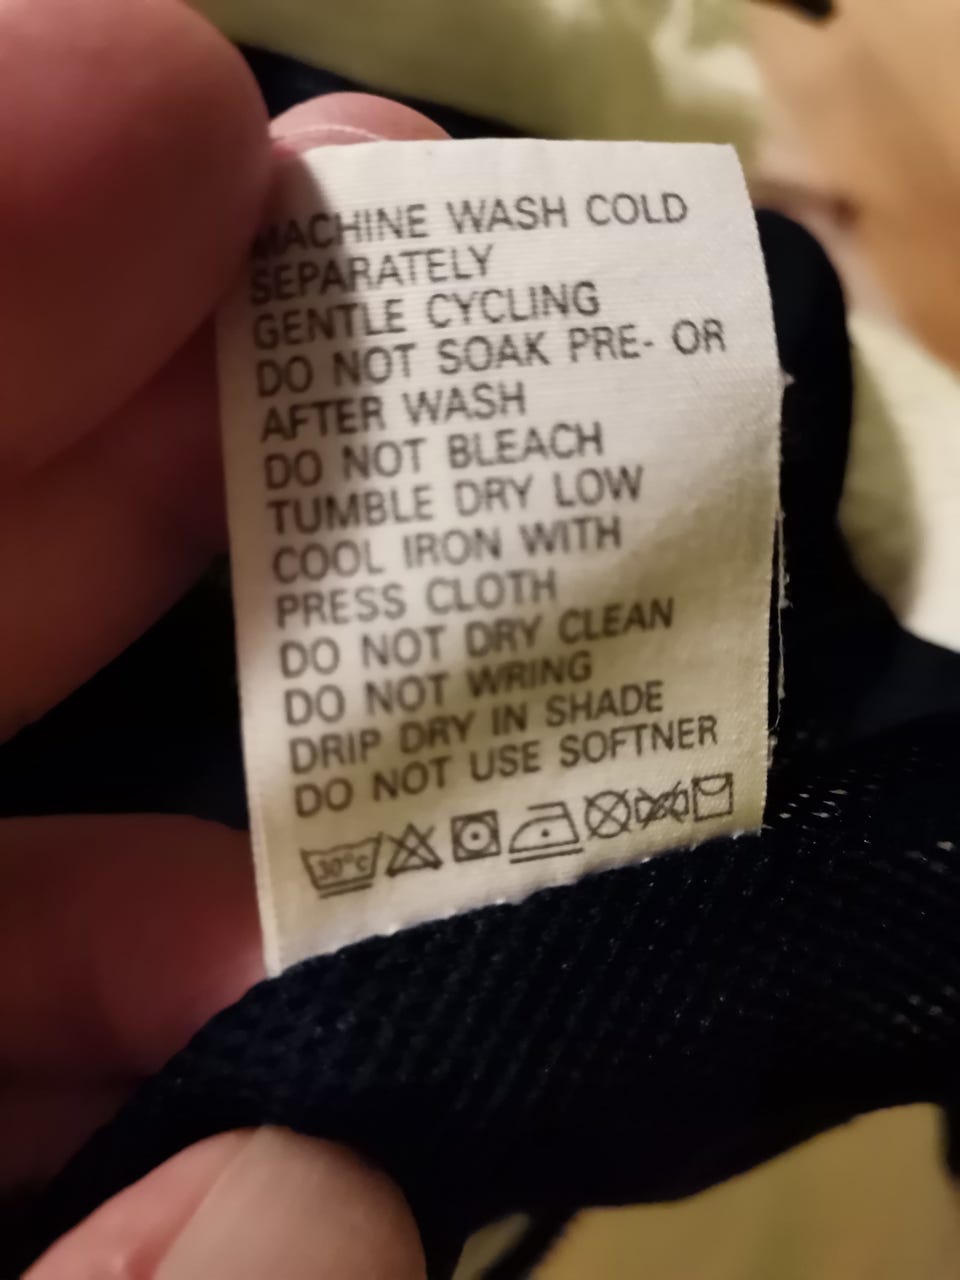 MACHINE WASH COLD
SEPARATELY
GENTLE CYCLING
DO NOT SOAK PRE- OR
AFTER WASH
DO NOT BLEACH
TUMBLE DRY LOW
COOL IRON WITH
PRESS CLOTH
DO NOT DRY CLEAN
DO NOT WRING
DRIP DRY IN SHADE
DO NOT USE SOFTNER
30°C